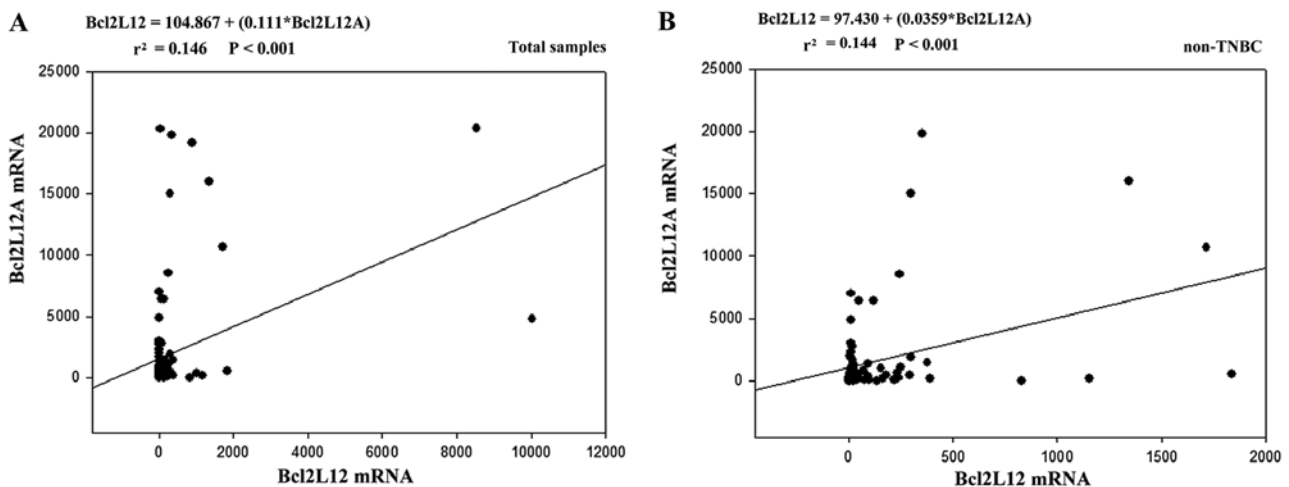 A
Bcl2L12 = 104.867 + (0.111*Bcl2L12A)
r² = 0.146 P < 0.001
Total samples
25000
20000
15000
10000
5000
0
Bcl2L12A mRNA
0 2000 4000 6000 8000 10000 12000
Bcl2L12 mRNA
B
Bcl2L12 = 97.430 + (0.0359*Bcl2L12A)
r² = 0.144 P < 0.001
non-TNBC
25000
20000
15000
10000
5000
0
Bcl2L12A mRNA
0 500 1000 1500 2000
Bcl2L12 mRNA